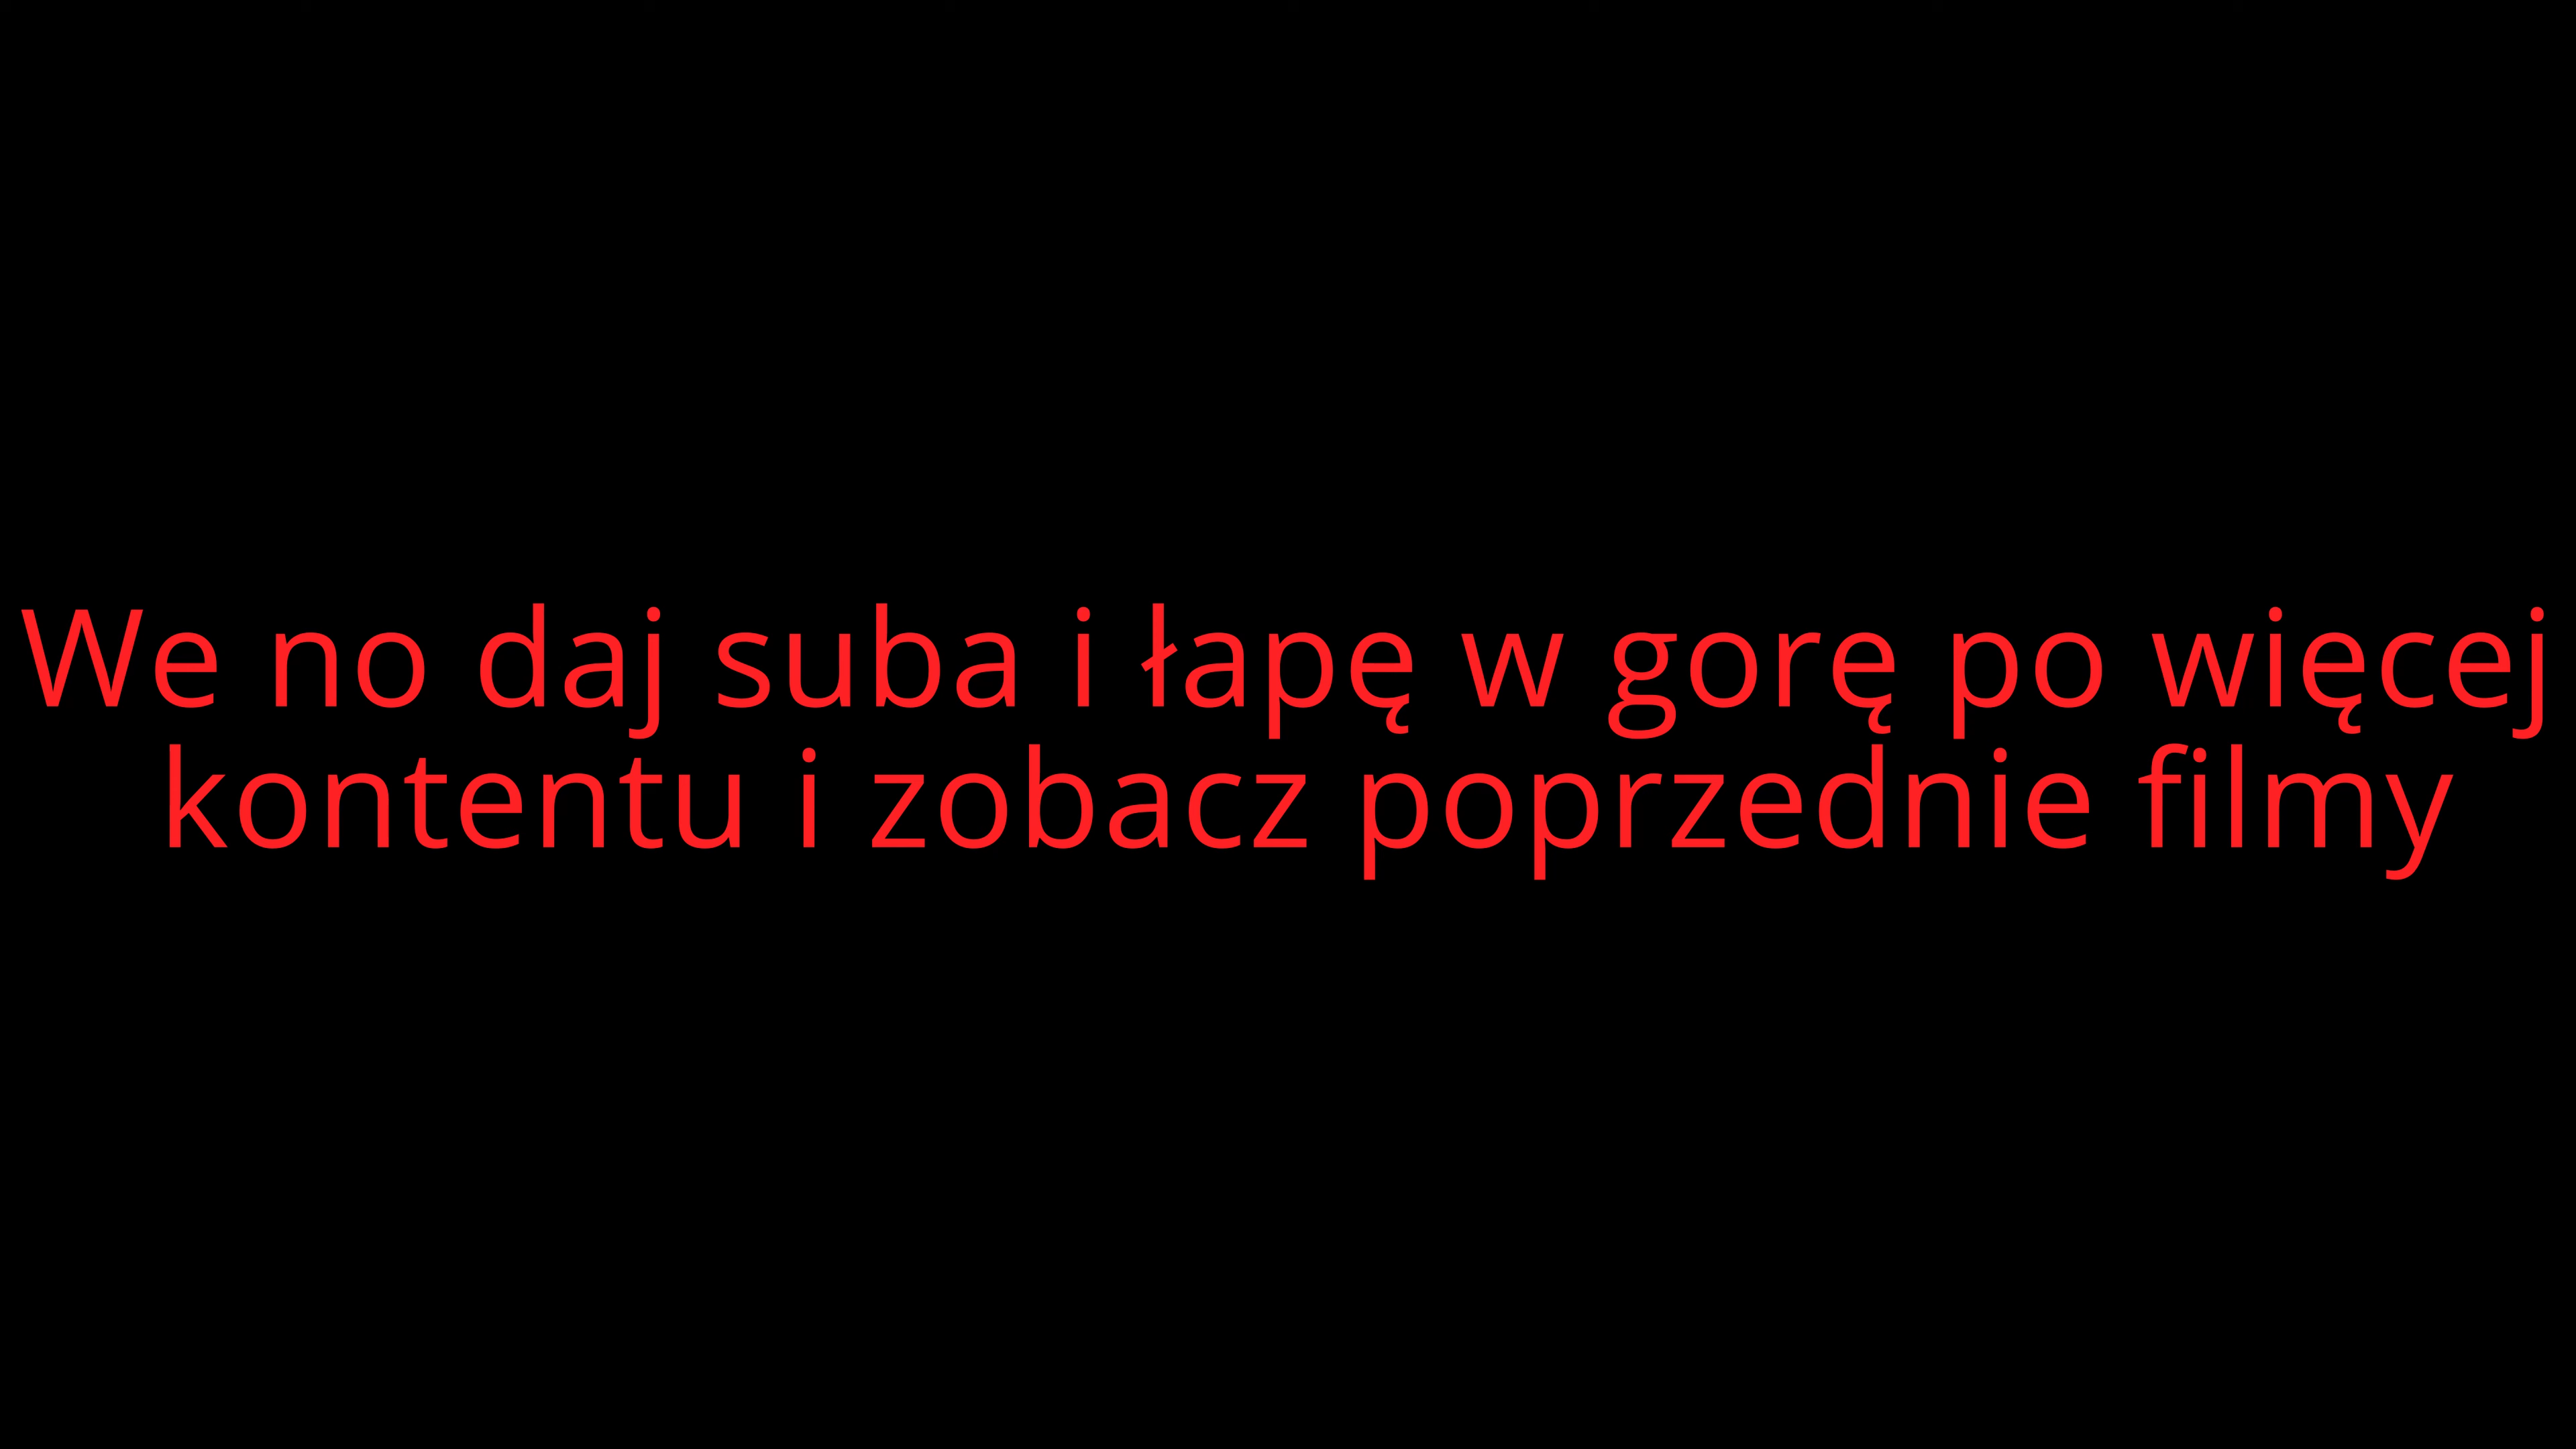 We no daj suba i łapę w gorę po więcej
kontentu i zobacz poprzednie filmy